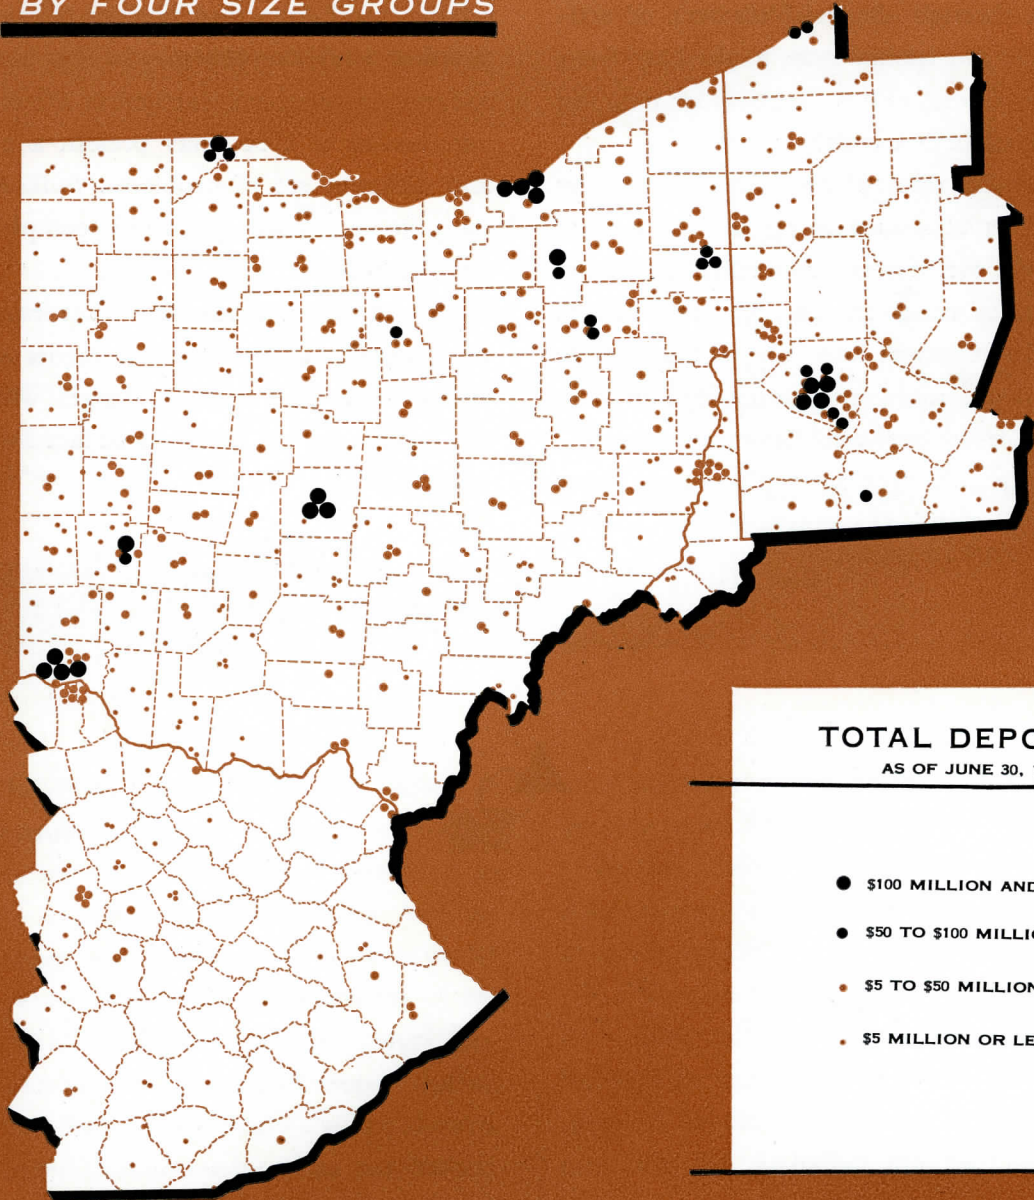 BY FOUR SIZE GROUPS
TOTAL DEPO
AS OF JUNE 30,
$100 MILLION AND
$50 TO $100 MILLIO
$5 TO $50 MILLION
$5 MILLION OR LE